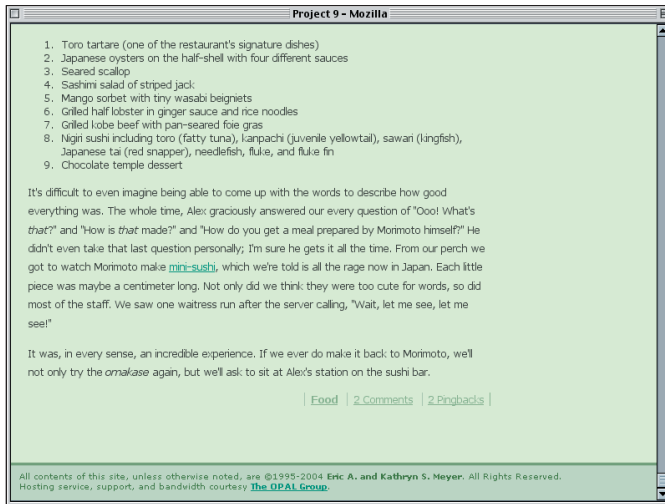 Project 9 - Mozilla
1. Toro tartare (one of the restaurant's signature dishes)
2. Japanese oysters on the half-shell with four different sauces
3. Seared scallop
4. Sashimi salad of striped jack
5. Mango sorbet with tiny wasabi beigniets
6. Grilled half lobster in ginger sauce and rice noodles
7. Grilled kobe beef with pan-seared foie gras
8. Nigiri sushi including toro (fatty tuna), kanpachi (juvenile yellowtail), sawari (kingfish),
Japanese tai (red snapper), needlefish, fluke, and fluke fin
9. Chocolate temple dessert
It's difficult to even imagine being able to come up with the words to describe how good
everything was. The whole time, Alex graciously answered our every question of "Ooo! What's
that?" and "How is that made?" and "How do you get a meal prepared by Morimoto himself?" He
didn't even take that last question personally; I'm sure he gets it all the time. From our perch we
got to watch Morimoto make mini-sushi, which we're told is all the rage now in Japan. Each little
piece was maybe a centimeter long. Not only did we think they were too cute for words, so did
most of the staff. We saw one waitress run after the server calling, "Wait, let me see, let me
see!"
It was, in every sense, an incredible experience. If we ever do make it back to Morimoto, we'll
not only try the omakase again, but we'll ask to sit at Alex's station on the sushi bar.
Food | 2 Comments | 2 Pingbacks
All contents of this site, unless otherwise noted, are ©1995-2004 Eric A. and Kathryn S. Meyer. All Rights Reserved.
Hosting service, support, and bandwidth courtesy The OPAL Group.